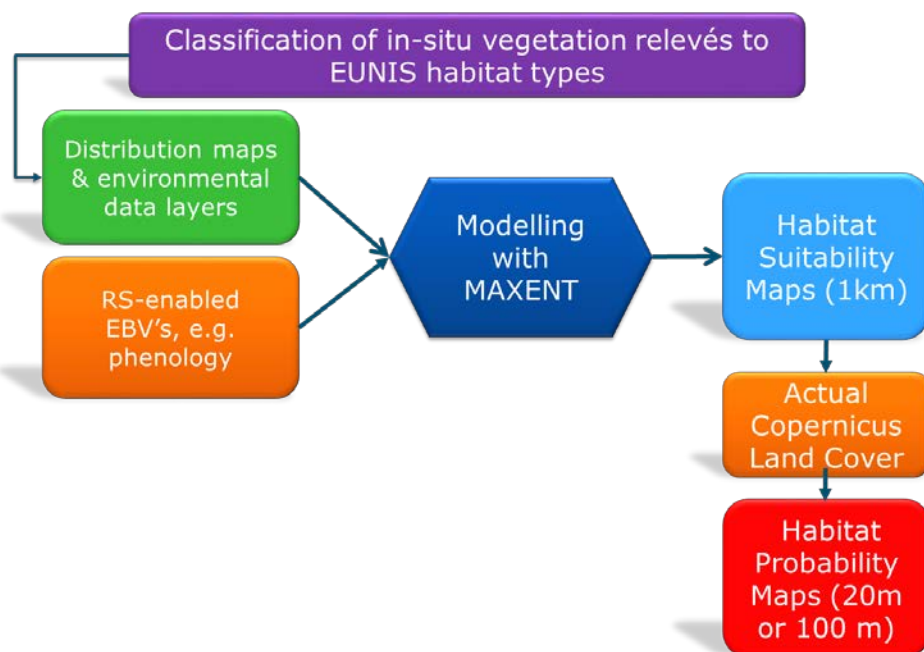 Classification of in-situ vegetation relevés to
EUNIS habitat types
Distribution maps
& environmental
data layers
RS-enabled
EBV's, e.g.
phenology
Modelling
with
MAXENT
Habitat
Suitability
Maps (1km)
Actual
Copernicus
Land Cover
Habitat
Probability
Maps (20m
or 100 m)